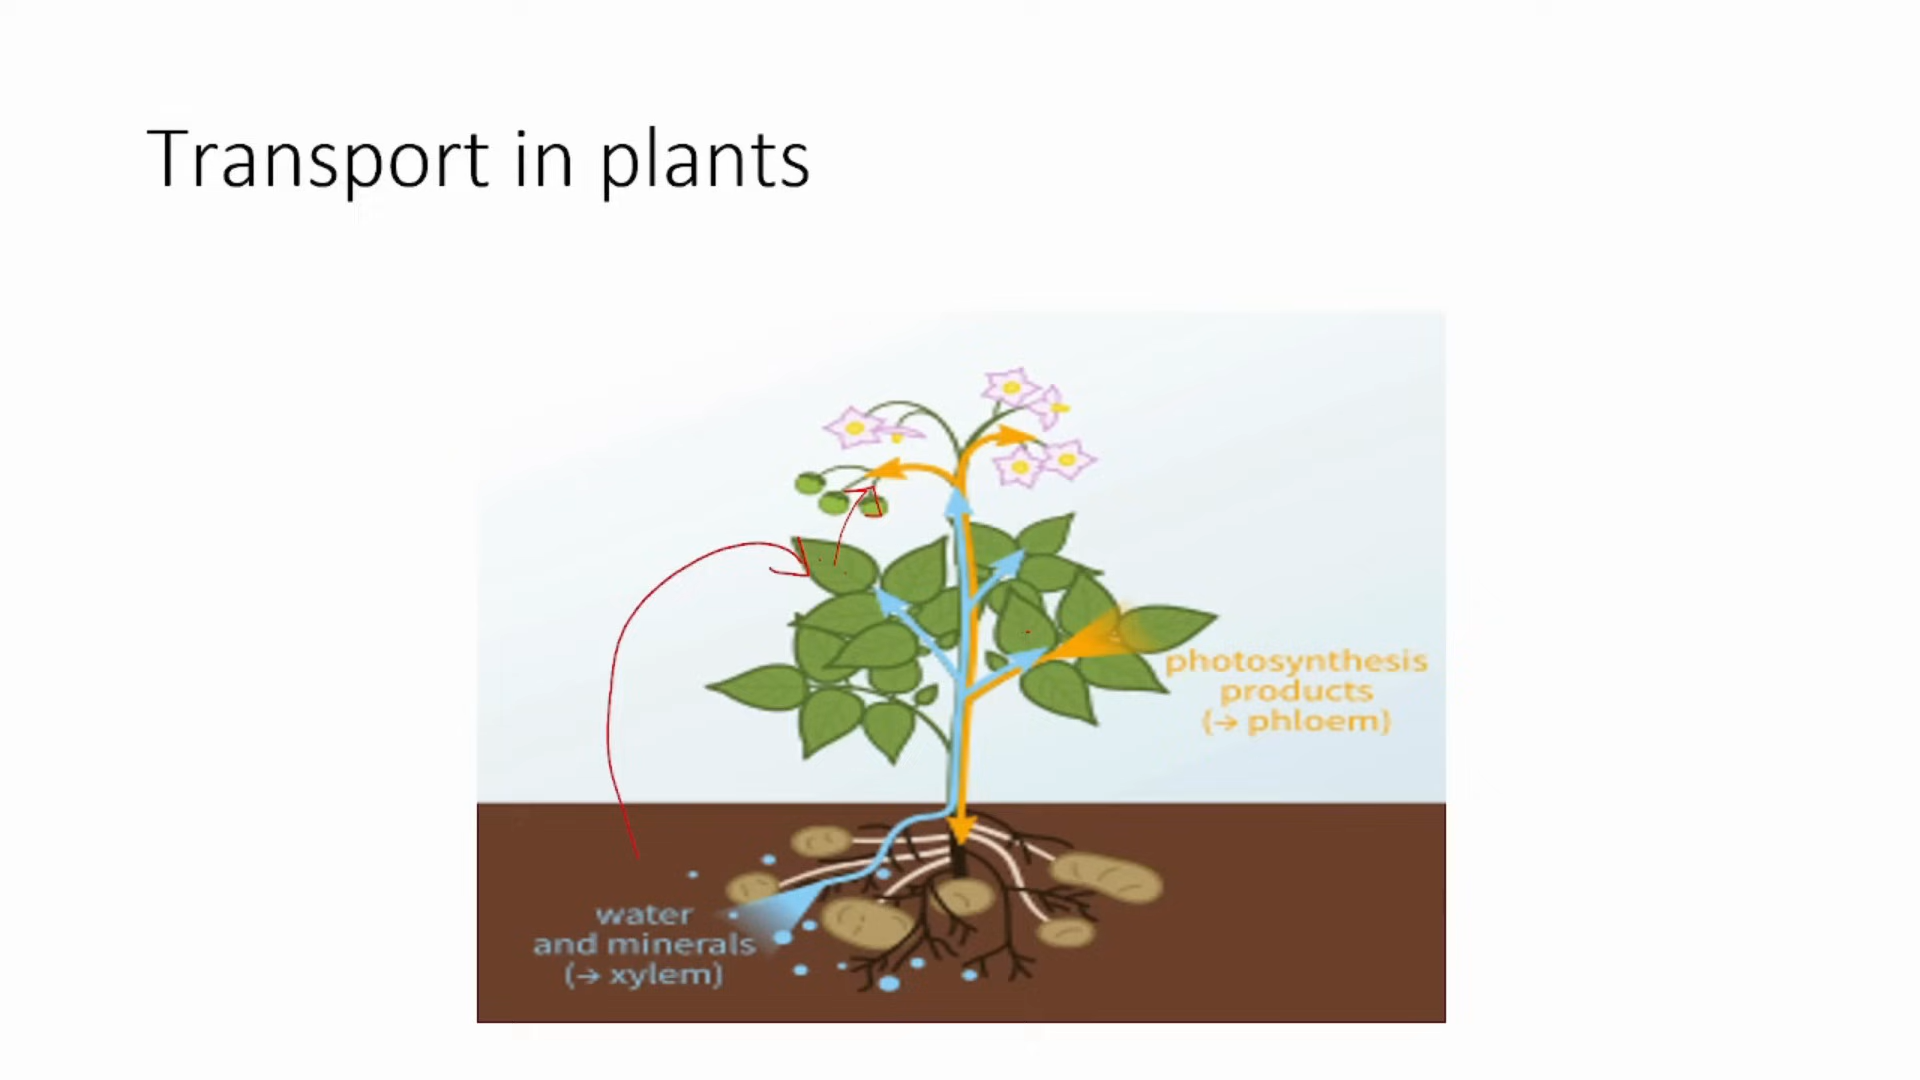 Transport in plants
photosynthesis
products
(→ phloem)
water
and minerals
(→ xylem)